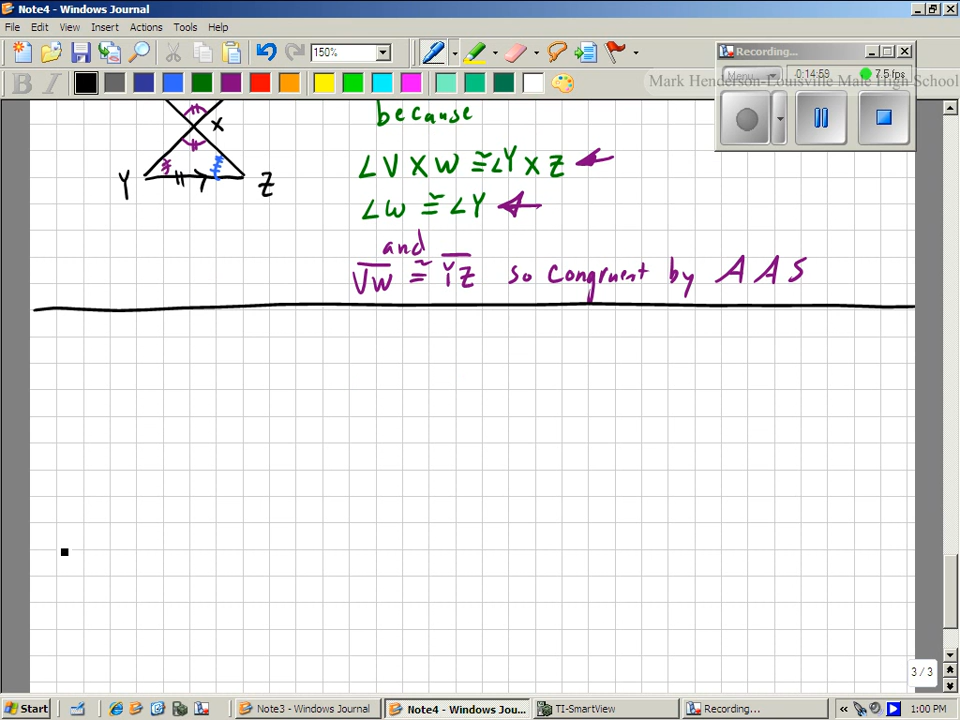 Note4 - Windows Journal
File Edit View Insert Actions Tools Help
150%
Recording...
Menu 0:14:59 7.5 fps
Mark Henderson-Louisville Male High School
B I
X
Y
Z
because
∠VXW ≅ ∠YXZ
∠W ≅ ∠Y
and
VW ≅ YZ so congruent by AAS
3 / 3
Start Note3 - Windows Journal Note4 - Windows Jou... TI-SmartView Recording... 1:00 PM